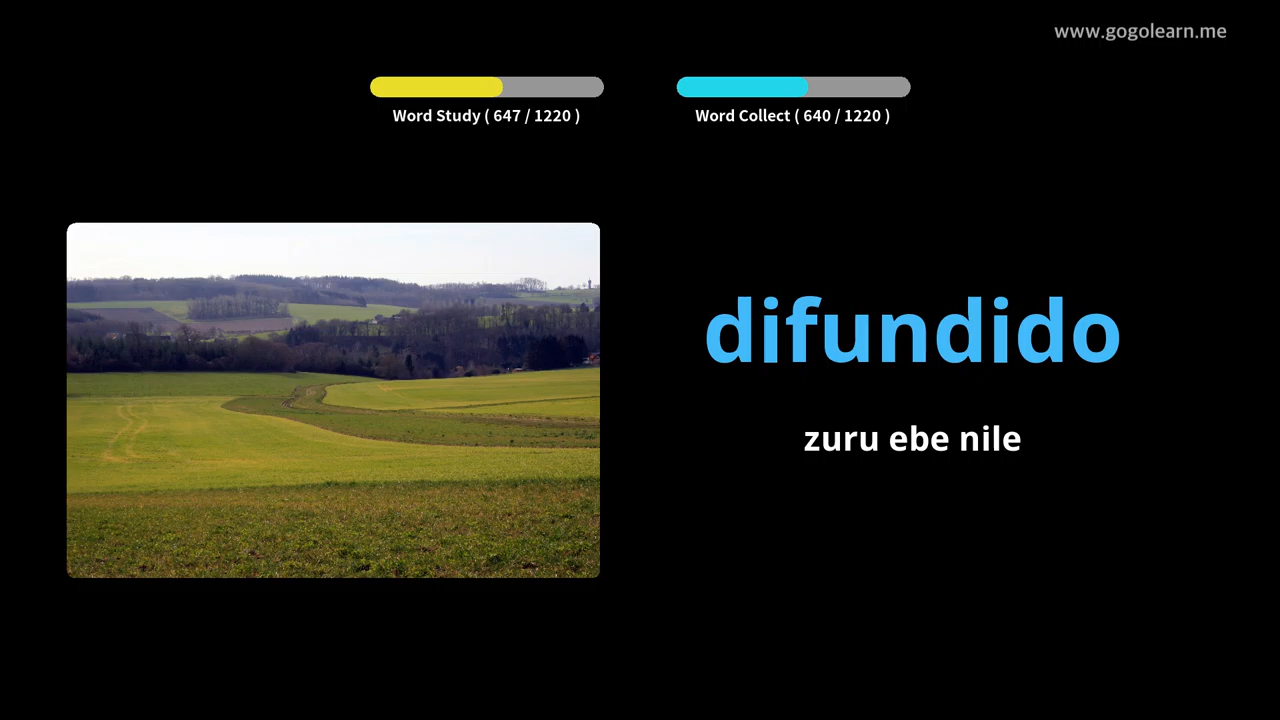 www.gogolearn.me
Word Study ( 647 / 1220 )
Word Collect ( 640 / 1220 )
difundido
zuru ebe nile